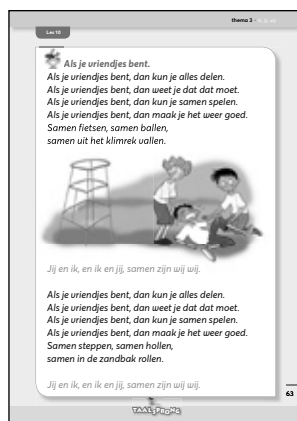 thema 3 -
Les 10
Als je vriendjes bent.
Als je vriendjes bent, dan kun je alles delen.
Als je vriendjes bent, dan weet je dat dat moet.
Als je vriendjes bent, dan kun je samen spelen.
Als je vriendjes bent, dan maak je het weer goed.
Samen fietsen, samen ballen,
samen uit het klimrek vallen.
Jij en ik, en ik en jij, samen zijn wij wij.
Als je vriendjes bent, dan kun je alles delen.
Als je vriendjes bent, dan weet je dat dat moet.
Als je vriendjes bent, dan kun je samen spelen.
Als je vriendjes bent, dan maak je het weer goed.
Samen steppen, samen hollen,
samen in de zandbak rollen.
Jij en ik, en ik en jij, samen zijn wij wij.
63
TAALSPRONG